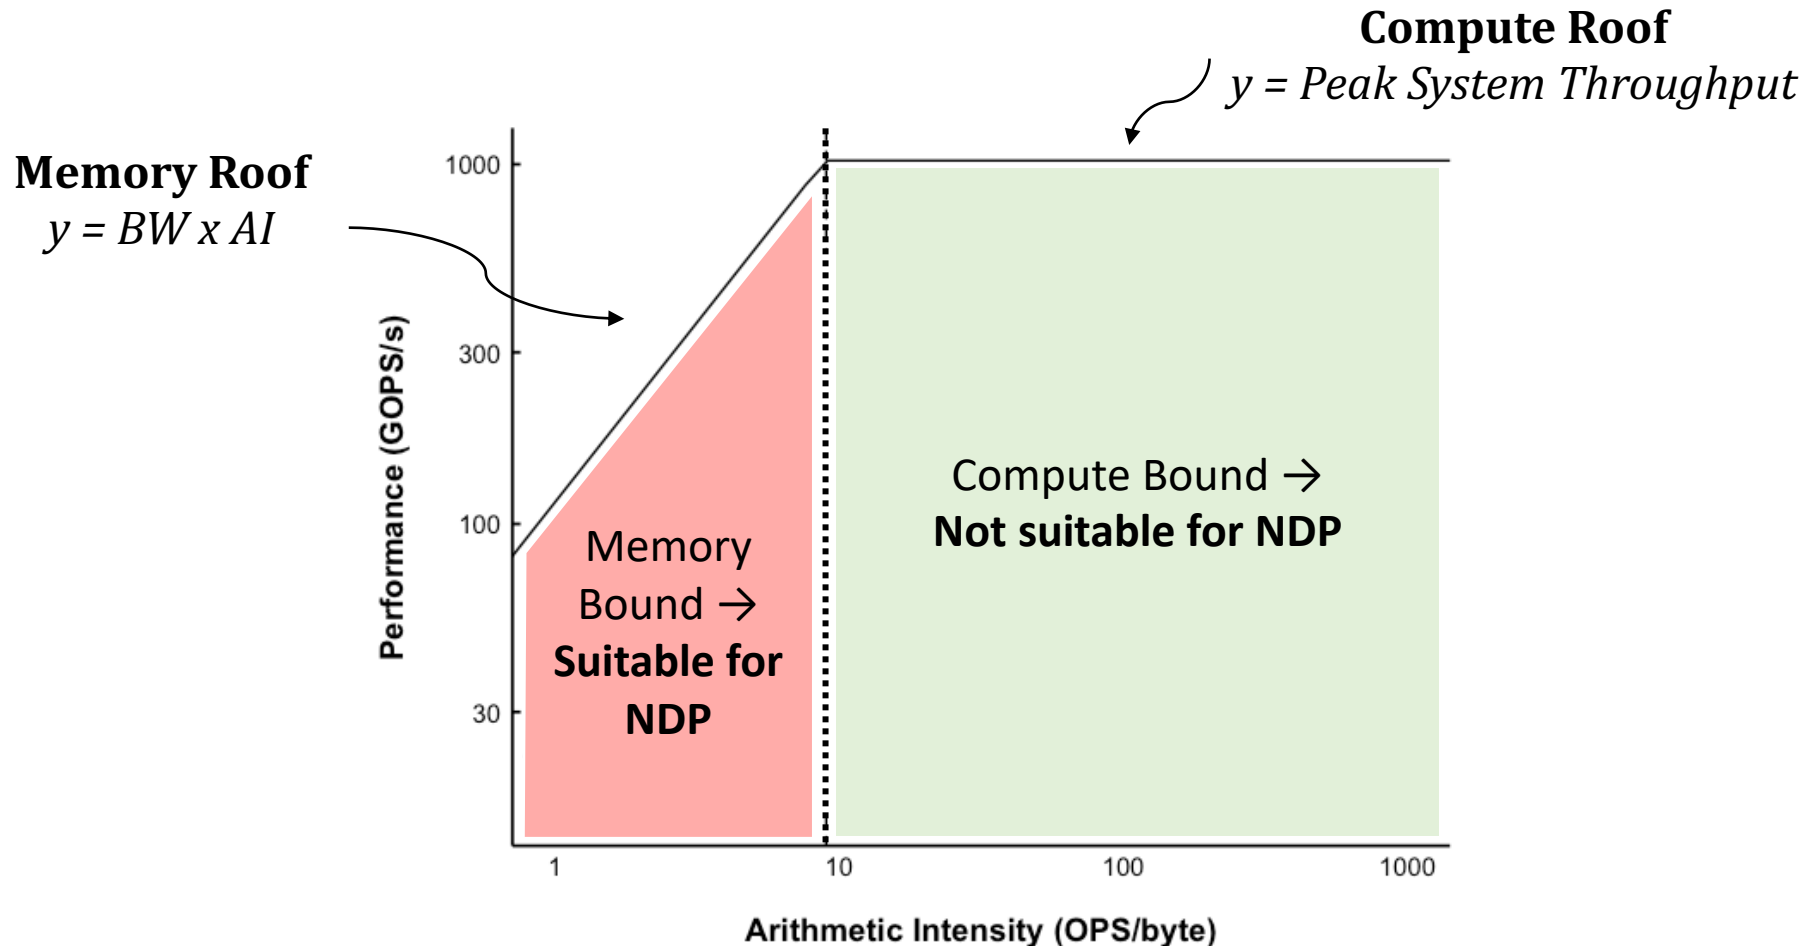 Compute Roof
y = Peak System Throughput
Memory Roof
y = BW x AI
Performance (GOPS/s)
1000
300
100
30
Memory
Bound →
Suitable for
NDP
Compute Bound →
Not suitable for NDP
1
10
100
1000
Arithmetic Intensity (OPS/byte)